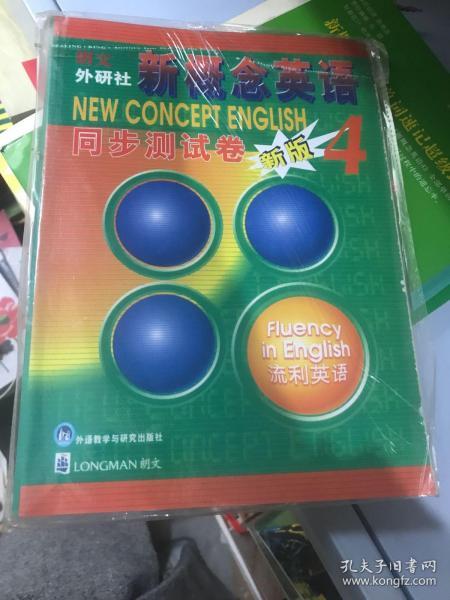 朗文
外研社 新概念英语
NEW CONCEPT ENGLISH
同步测试卷 新版 4
Fluency
in English
流利英语
外语教学与研究出版社
LONGMAN 朗文
孔夫子旧书网
www.kongfz.com